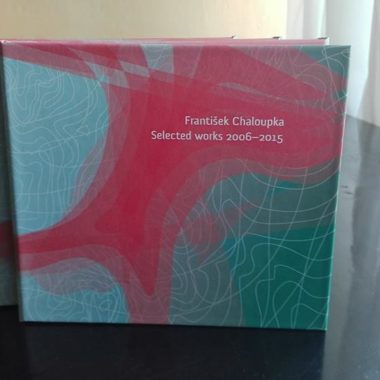 František Chaloupka
Selected works 2006–2015